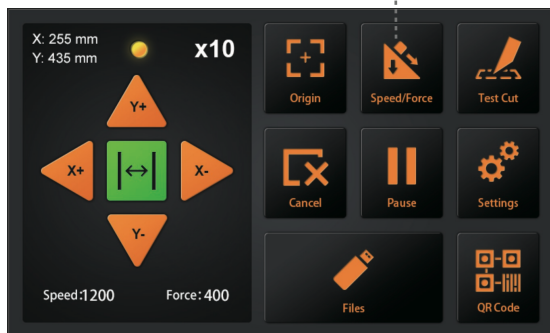 X: 255 mm
Y: 435 mm
x10
Y+
X+
X-
Y-
Speed:1200
Force:400
Origin
Speed/Force
Test Cut
Cancel
Pause
Settings
Files
QR Code